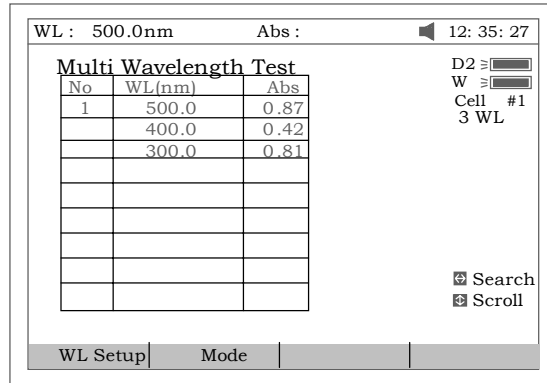 WL : 500.0nm Abs : 12: 35: 27
Multi Wavelength Test
No WL(nm) Abs
1 500.0 0.87
400.0 0.42
300.0 0.81
D2
W
Cell #1
3 WL
Search
Scroll
WL Setup Mode